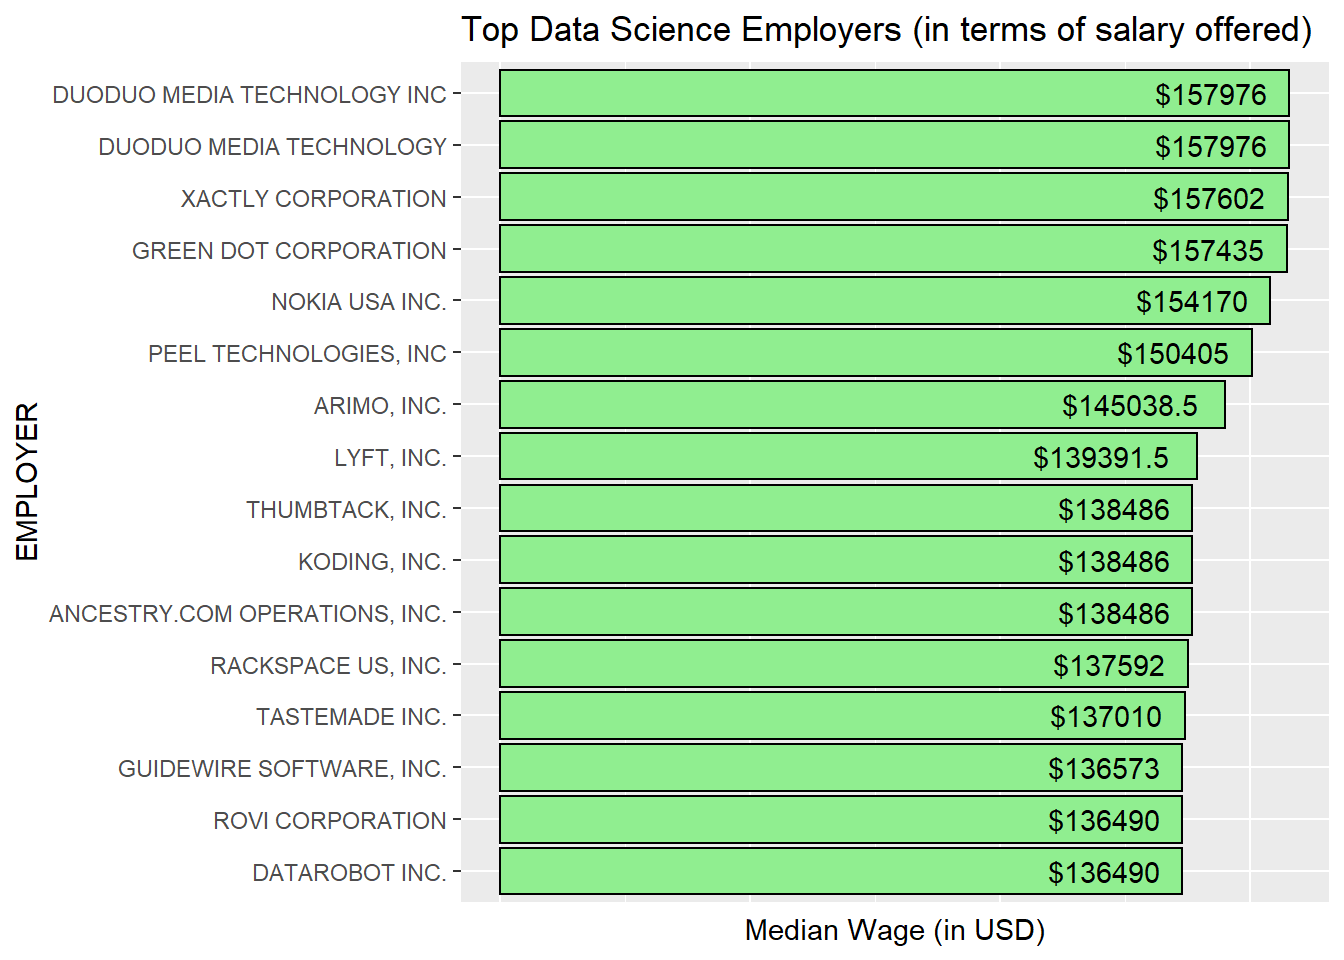 Top Data Science Employers (in terms of salary offered)
EMPLOYER
DUODUO MEDIA TECHNOLOGY INC $157976
DUODUO MEDIA TECHNOLOGY $157976
XACTLY CORPORATION $157602
GREEN DOT CORPORATION $157435
NOKIA USA INC. $154170
PEEL TECHNOLOGIES, INC $150405
ARIMO, INC. $145038.5
LYFT, INC. $139391.5
THUMBTACK, INC. $138486
KODING, INC. $138486
ANCESTRY.COM OPERATIONS, INC. $138486
RACKSPACE US, INC. $137592
TASTEMADE INC. $137010
GUIDEWIRE SOFTWARE, INC. $136573
ROVI CORPORATION $136490
DATAROBOT INC. $136490
Median Wage (in USD)